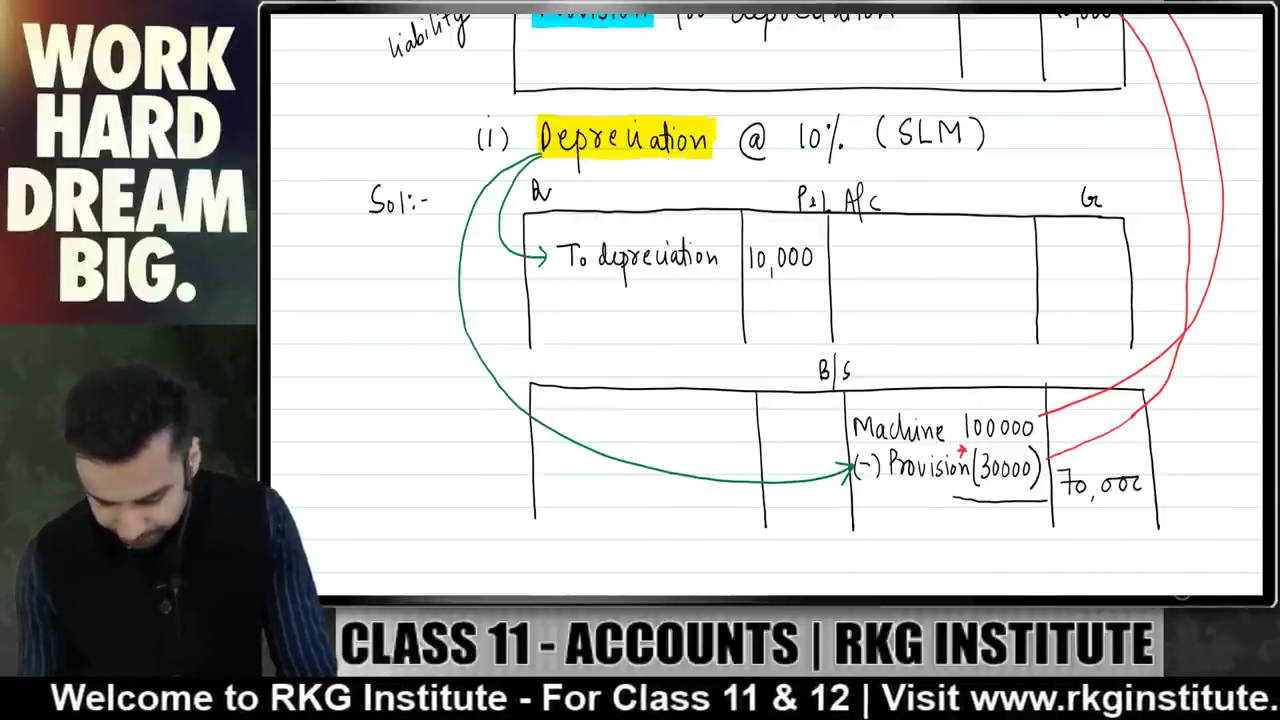 WORK
HARD
DREAM
BIG.
liability
Provision for depreciation
(i) Depreciation @ 10% (SLM)
Sol:-
Dr P&L A/C Cr
To depreciation 10,000
B/S
Machine 100000
(-) Provision (30000) 70,000
CLASS 11 - ACCOUNTS | RKG INSTITUTE
Welcome to RKG Institute - For Class 11 & 12 | Visit www.rkginstitute.